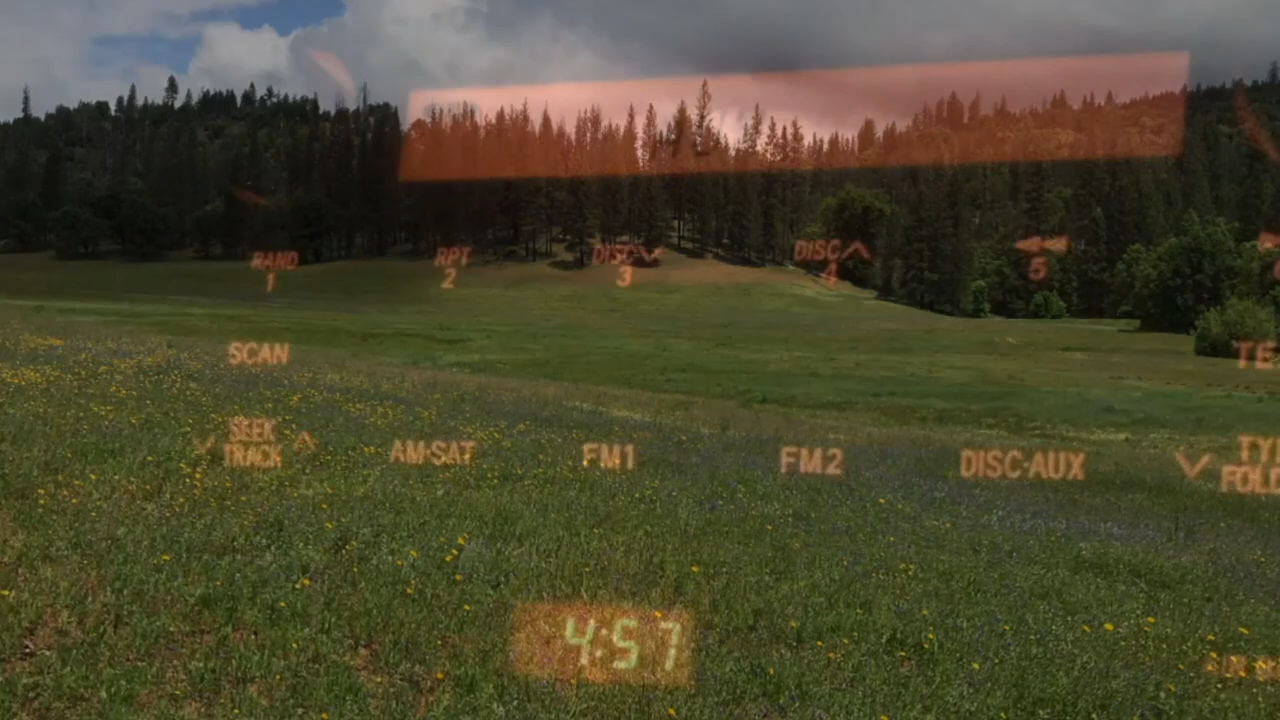 RAND RPT DISC DISC
1 2 3 4 5
SCAN
SEEK
TRACK AM·SAT FM1 FM2 DISC·AUX
4:57